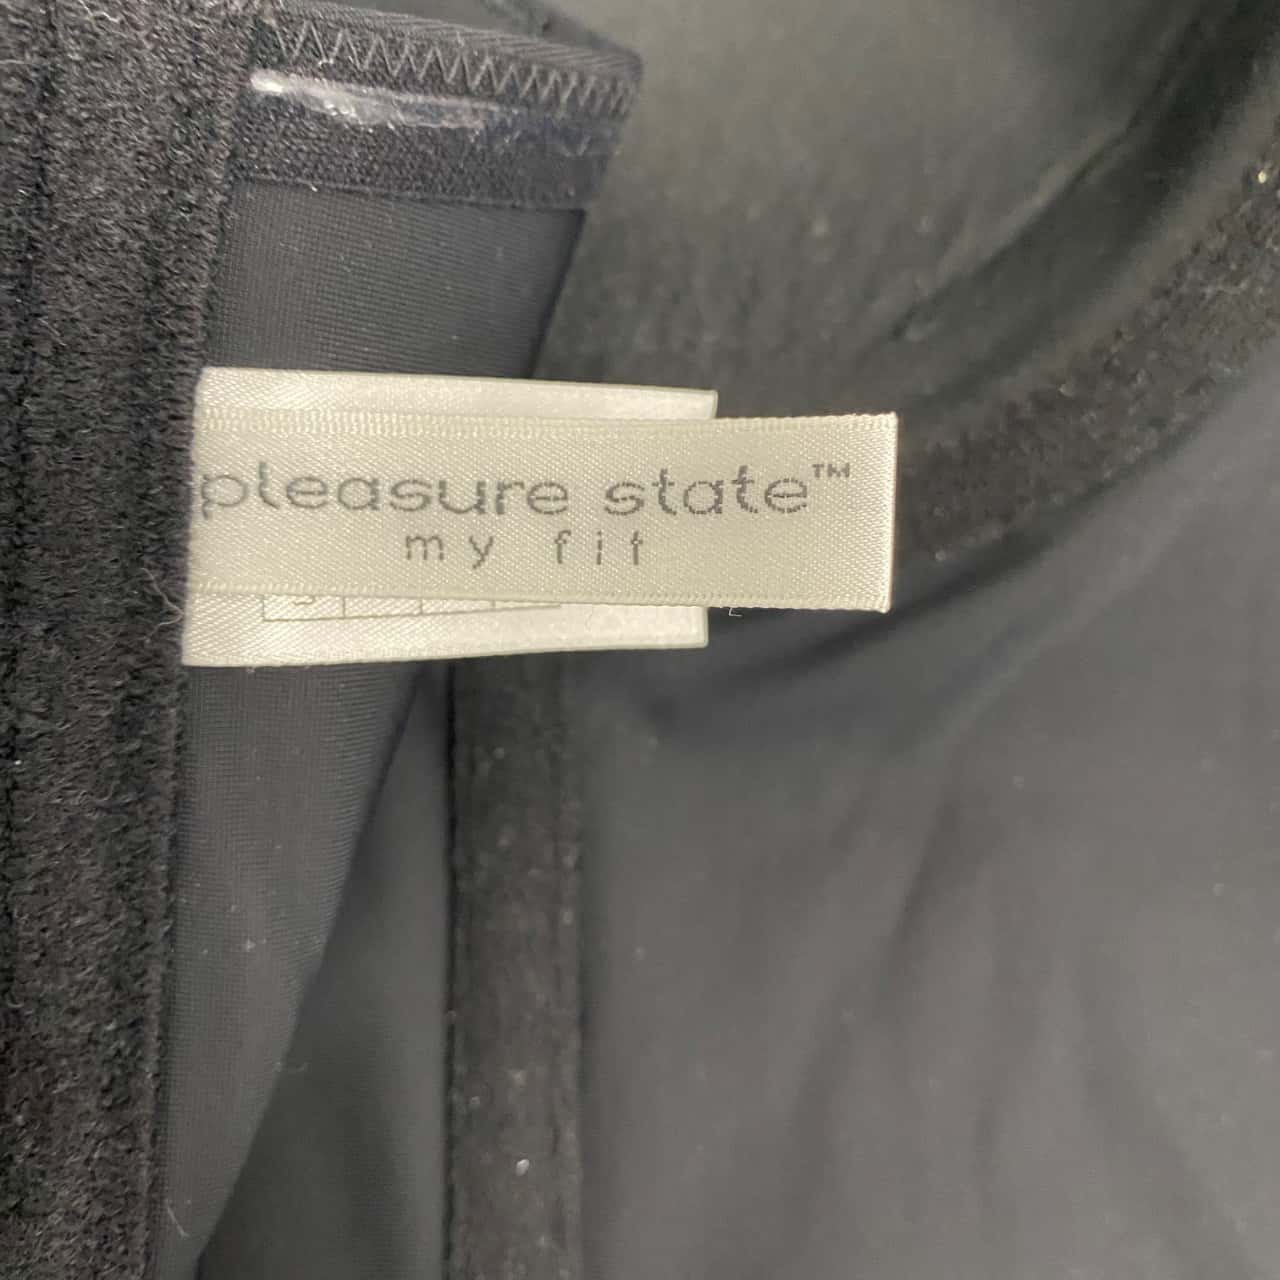 pleasure state™
my fit